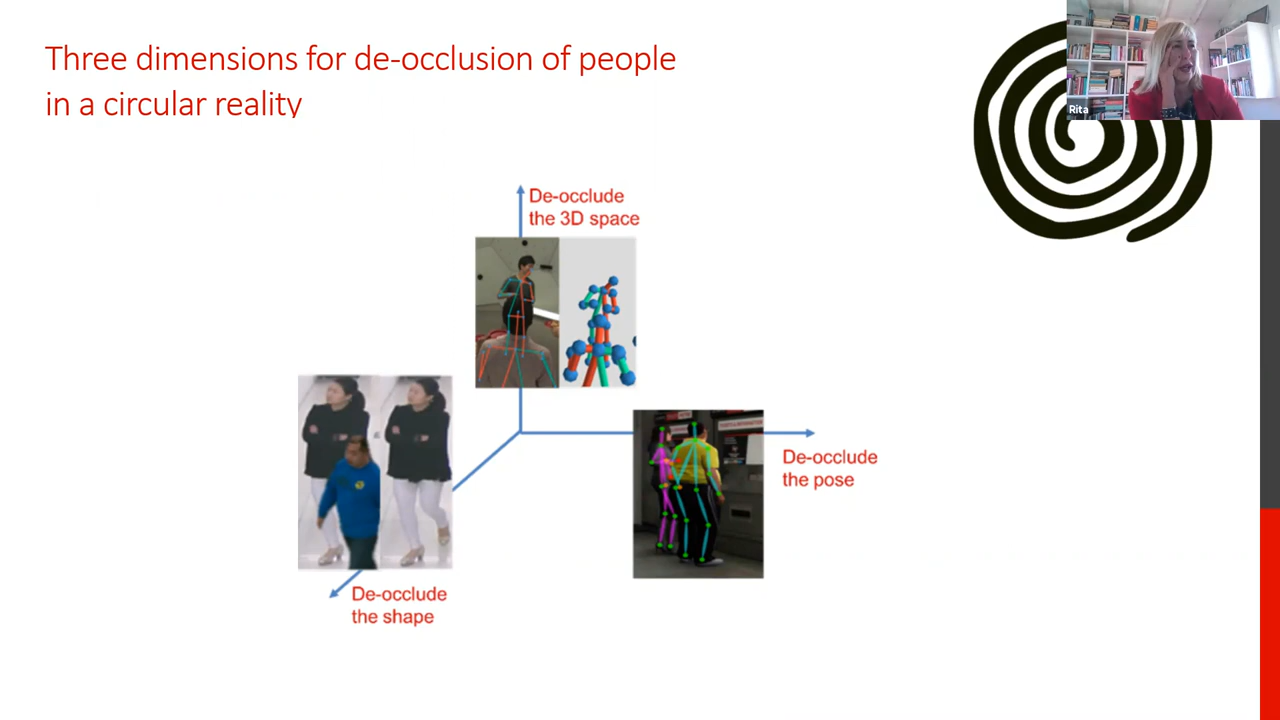 Three dimensions for de-occlusion of people
in a circular reality
Rita
De-occlude
the 3D space
De-occlude
the pose
De-occlude
the shape